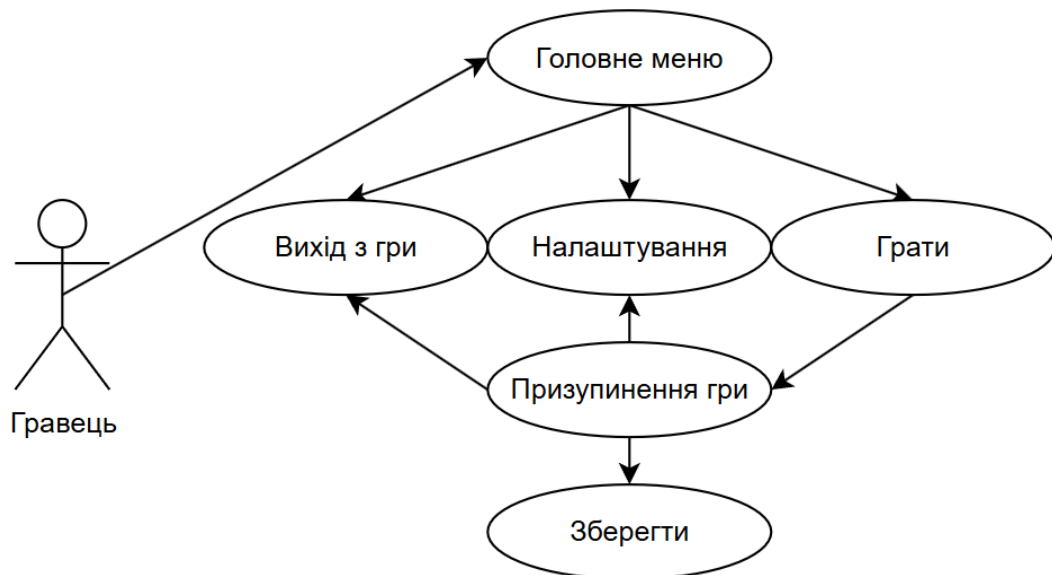 Головне меню
Вихід з гри
Налаштування
Грати
Призупинення гри
Гравець
Зберегти